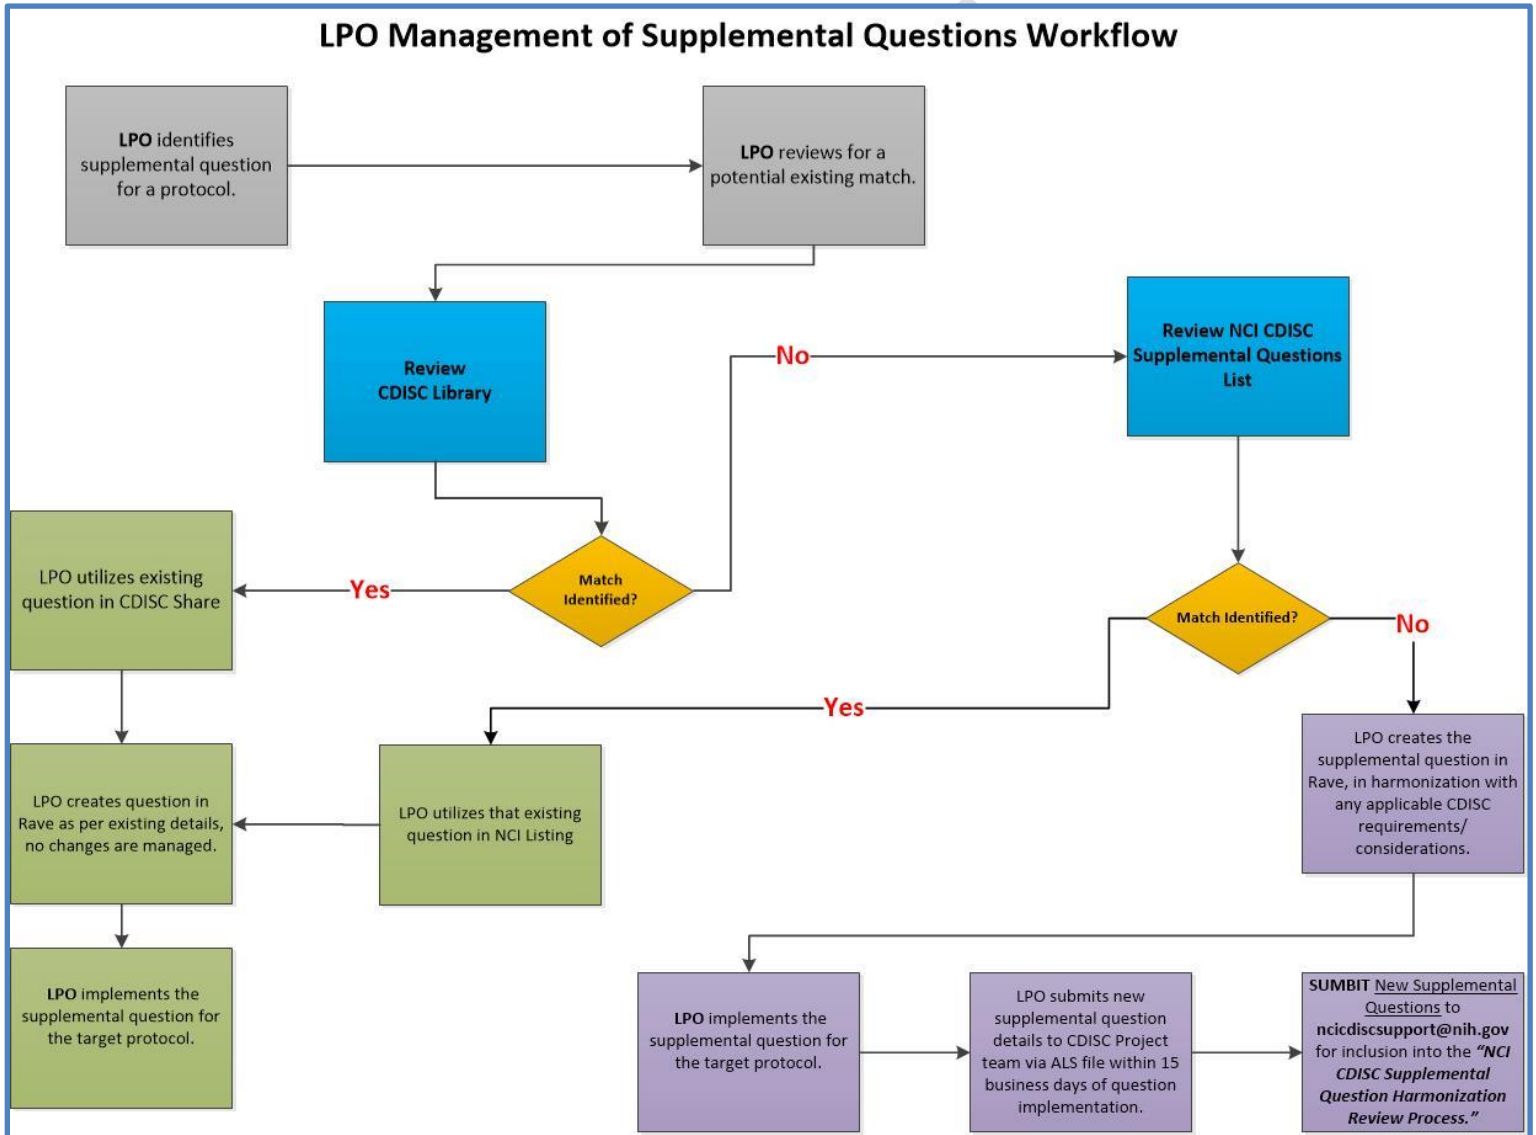 LPO Management of Supplemental Questions Workflow
LPO identifies
supplemental question
for a protocol.
LPO reviews for a
potential existing match.
Review
CDISC Library
No
Review NCI CDISC
Supplemental Questions
List
LPO utilizes existing
question in CDISC Share
Yes
Match
Identified?
Match Identified?
No
Yes
LPO creates question in
Rave as per existing details,
no changes are managed.
LPO utilizes that existing
question in NCI Listing
LPO creates the
supplemental question in
Rave, in harmonization with
any applicable CDISC
requirements/
considerations.
LPO implements the
supplemental question for
the target protocol.
LPO implements the
supplemental question for
the target protocol.
LPO submits new
supplemental question
details to CDISC Project
team via ALS file within 15
business days of question
implementation.
SUMBIT New Supplemental
Questions to
ncicdiscsupport@nih.gov
for inclusion into the “NCI
CDISC Supplemental
Question Harmonization
Review Process.”